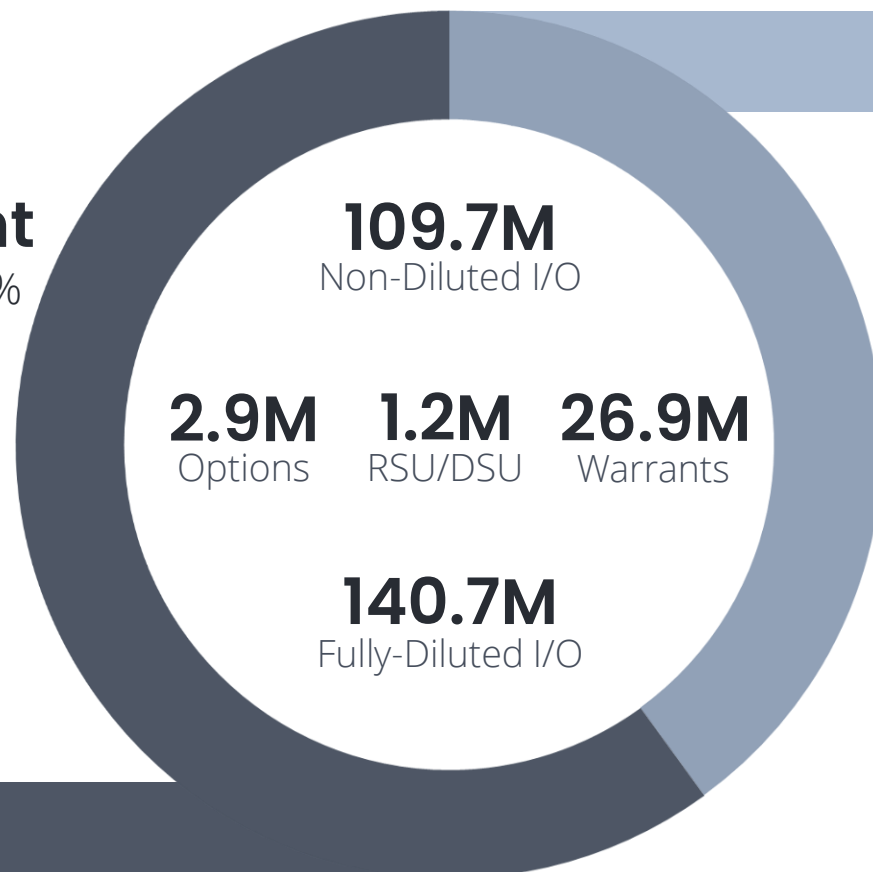 109.7M
Non-Diluted I/O
%
2.9M 1.2M 26.9M
Options RSU/DSU Warrants
140.7M
Fully-Diluted I/O